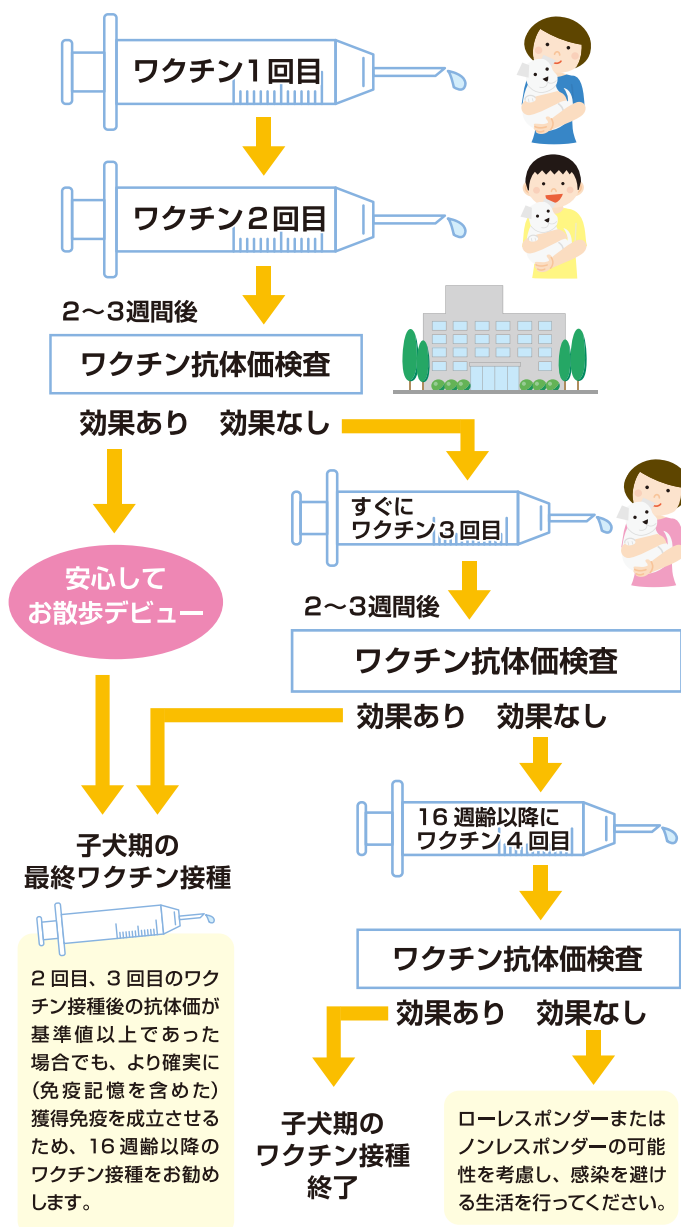 ワクチン1回目
ワクチン2回目
2〜3週間後
ワクチン抗体価検査
効果あり　効果なし
すぐに
ワクチン3回目
安心して
お散歩デビュー
2〜3週間後
ワクチン抗体価検査
効果あり　効果なし
16週齢以降に
ワクチン4回目
子犬期の
最終ワクチン接種
2回目、3回目のワク
チン接種後の抗体価が
基準値以上であった
場合でも、より確実に
(免疫記憶を含めた)
獲得免疫を成立させる
ため、16週齢以降の
ワクチン接種をお勧め
します。
ワクチン抗体価検査
効果あり　効果なし
子犬期の
ワクチン接種
終了
ローレスポンダーまたは
ノンレスポンダーの可能
性を考慮し、感染を避け
る生活を行ってください。